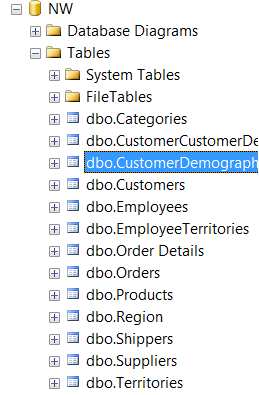 NW
Database Diagrams
Tables
System Tables
FileTables
dbo.Categories
dbo.CustomerCustomerDe
dbo.CustomerDemograph
dbo.Customers
dbo.Employees
dbo.EmployeeTerritories
dbo.Order Details
dbo.Orders
dbo.Products
dbo.Region
dbo.Shippers
dbo.Suppliers
dbo.Territories